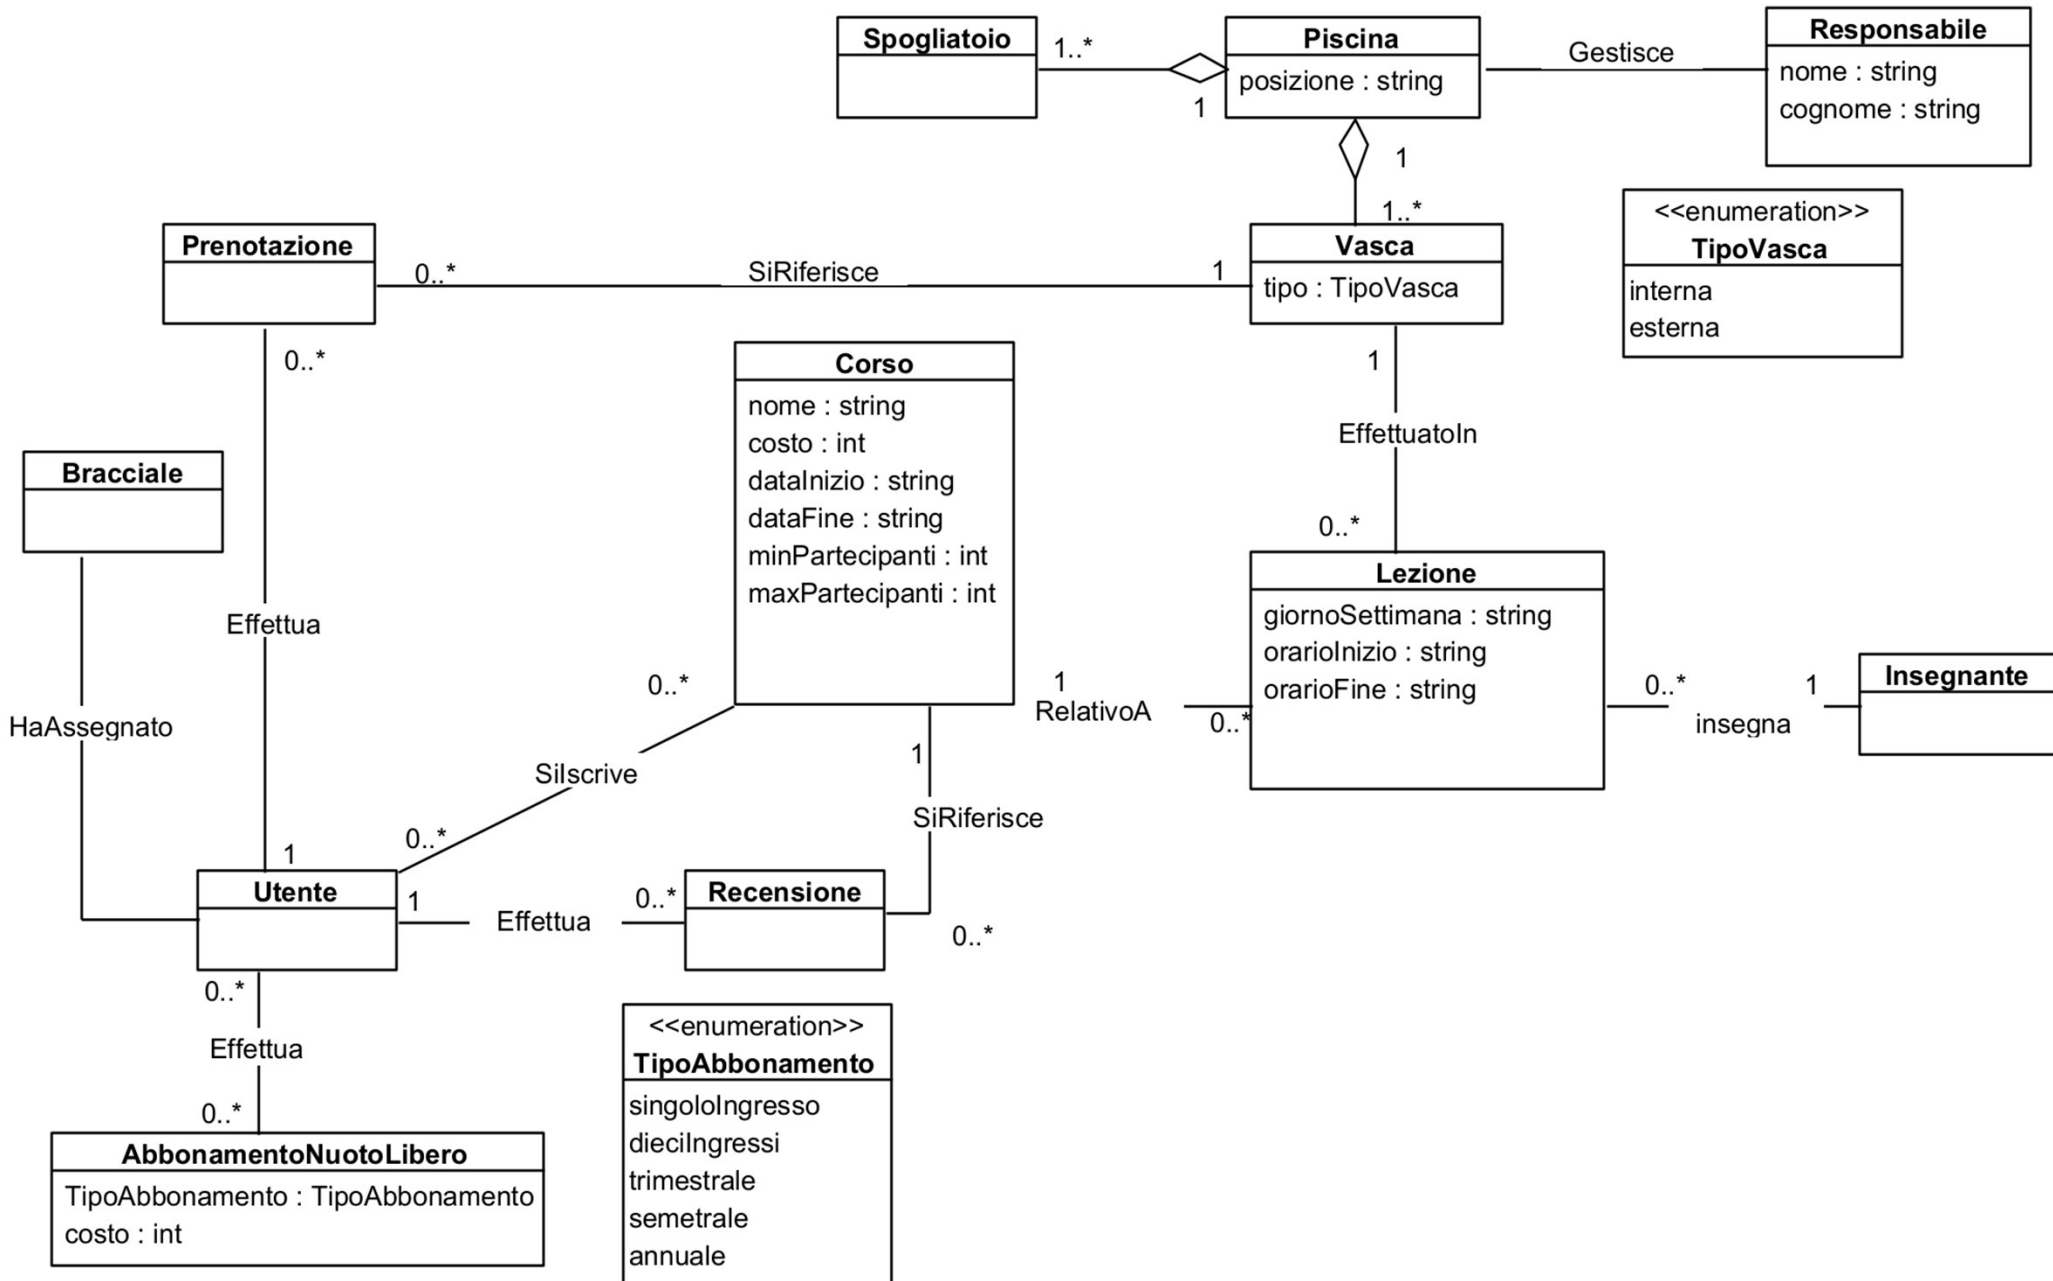 Spogliatoio
1..*
1
Piscina
posizione : string
Gestisce
Responsabile
nome : string
cognome : string
1
1..*
<<enumeration>>
TipoVasca
interna
esterna
Prenotazione
0..*
SiRiferisce
1
Vasca
tipo : TipoVasca
0..*
Corso
nome : string
costo : int
dataInizio : string
dataFine : string
minPartecipanti : int
maxPartecipanti : int
1
EffettuatoIn
0..*
Bracciale
Effettua
HaAssegnato
Lezione
giornoSettimana : string
orarioInizio : string
orarioFine : string
0..*
1
RelativoA
0..*
0..*
1
insegna
Insegnante
SiIscrive
1
SiRiferisce
0..*
1
Utente
1
Effettua
0..*
Recensione
0..*
0..*
Effettua
0..*
<<enumeration>>
TipoAbbonamento
singoloIngresso
dieciIngressi
trimestrale
semetrale
annuale
AbbonamentoNuotoLibero
TipoAbbonamento : TipoAbbonamento
costo : int